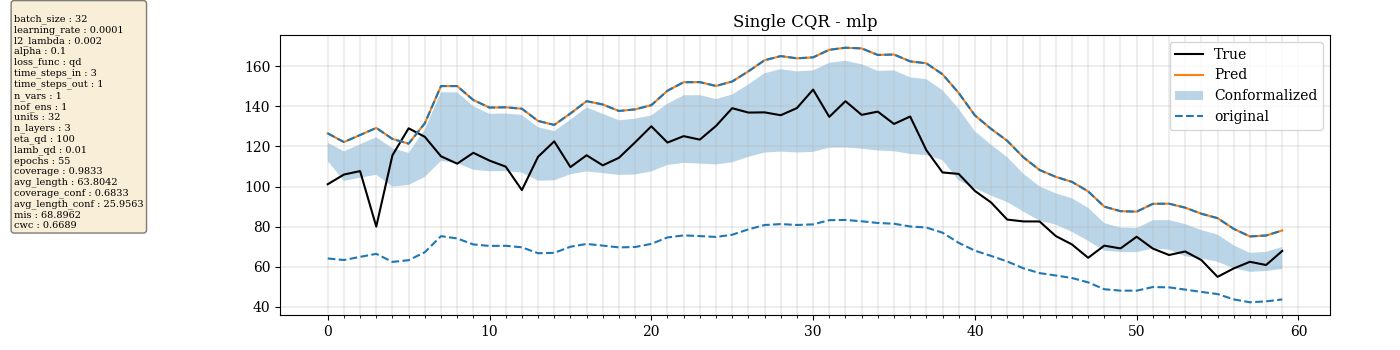 batch_size : 32
learning_rate : 0.0001
l2_lambda : 0.002
alpha : 0.1
loss_func : qd
time_steps_in : 3
time_steps_out : 1
n_vars : 1
nof_ens : 1
units : 32
n_layers : 3
eta_qd : 100
lamb_qd : 0.01
epochs : 55
coverage : 0.9833
avg_length : 63.8042
coverage_conf : 0.6833
avg_length_conf : 25.9563
mis : 68.8962
cwc : 0.6689
Single CQR - mlp
160
140
120
100
80
60
40
0 10 20 30 40 50 60
True
Pred
Conformalized
original